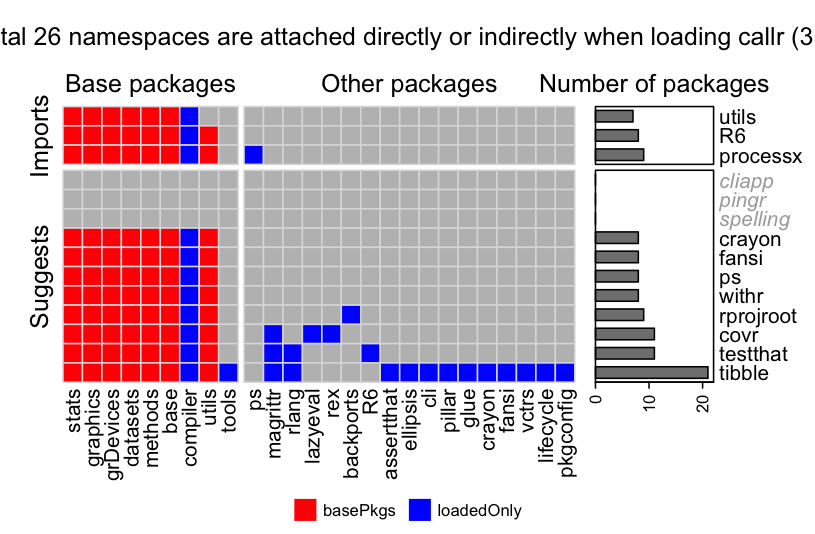 tal 26 namespaces are attached directly or indirectly when loading callr (3
Base packages
Other packages
Number of packages
Imports
utils
R6
processx
Suggests
cliapp
pingr
spelling
crayon
fansi
ps
withr
rprojroot
covr
testthat
tibble
stats
graphics
grDevices
datasets
methods
base
compiler
utils
tools
ps
magrittr
rlang
lazyeval
rex
backports
R6
assertthat
ellipsis
cli
pillar
glue
crayon
fansi
vctrs
lifecycle
pkgconfig
0
10
20
basePkgs
loadedOnly